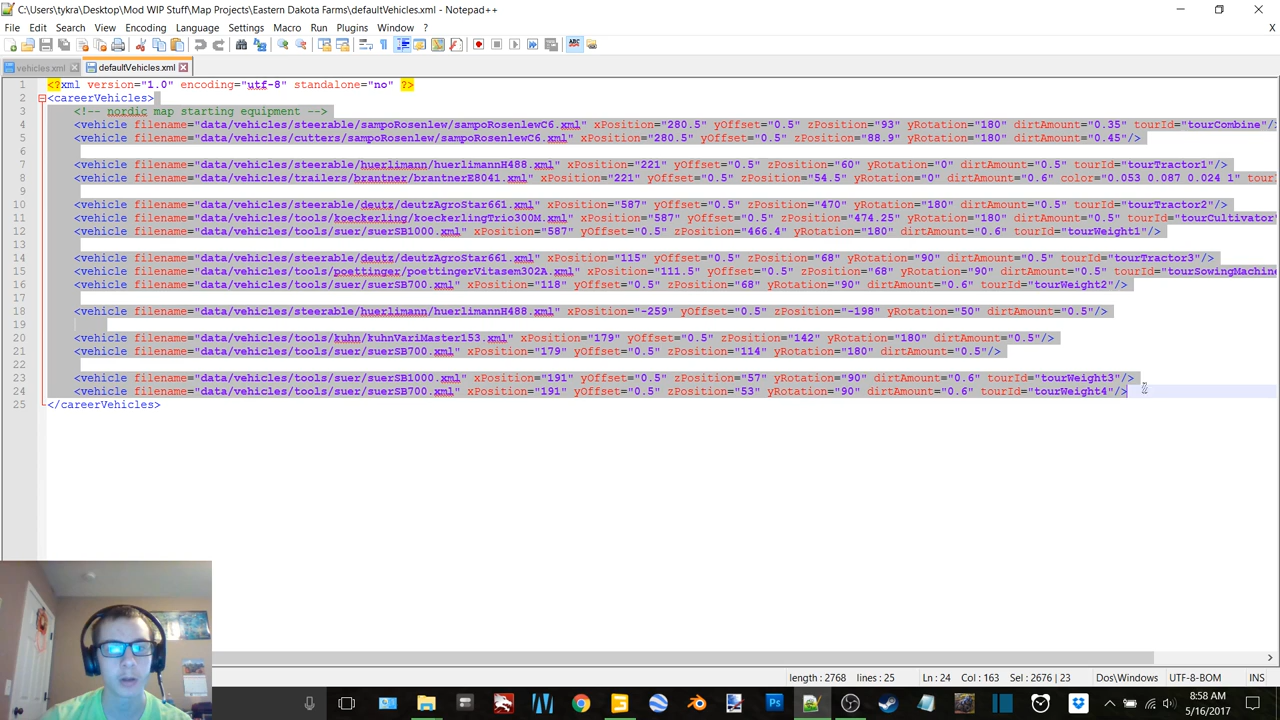 C:\Users\tykra\Desktop\Mod WIP Stuff\Map Projects\Eastern Dakota Farms\defaultVehicles.xml - Notepad++
File Edit Search View Encoding Language Settings Macro Run Plugins Window ? X
vehicles.xml defaultVehicles.xml
1 <?xml version="1.0" encoding="utf-8" standalone="no" ?>
2 <careerVehicles>
3 <!-- nordic map starting equipment -->
4 <vehicle filename="data/vehicles/steerable/sampoRosenlew/sampoRosenlewC6.xml" xPosition="280.5" yOffset="0.5" zPosition="93" yRotation="180" dirtAmount="0.35" tourId="tourCombine"/
5 <vehicle filename="data/vehicles/cutters/sampoRosenlew/sampoRosenlewC6.xml" xPosition="280.5" yOffset="0.5" zPosition="88.9" yRotation="180" dirtAmount="0.45"/>
6
7 <vehicle filename="data/vehicles/steerable/huerlimann/huerlimannH488.xml" xPosition="221" yOffset="0.5" zPosition="60" yRotation="0" dirtAmount="0.5" tourId="tourTractor1"/>
8 <vehicle filename="data/vehicles/trailers/brantner/brantnerE8041.xml" xPosition="221" yOffset="0.5" zPosition="54.5" yRotation="0" dirtAmount="0.6" color="0.053 0.087 0.024 1" tour
9
10 <vehicle filename="data/vehicles/steerable/deutz/deutzAgroStar661.xml" xPosition="587" yOffset="0.5" zPosition="470" yRotation="180" dirtAmount="0.5" tourId="tourTractor2"/>
11 <vehicle filename="data/vehicles/tools/koeckerling/koeckerlingTrio300M.xml" xPosition="587" yOffset="0.5" zPosition="474.25" yRotation="180" dirtAmount="0.5" tourId="tourCultivator
12 <vehicle filename="data/vehicles/tools/suer/suerSB1000.xml" xPosition="587" yOffset="0.5" zPosition="466.4" yRotation="180" dirtAmount="0.6" tourId="tourWeight1"/>
13
14 <vehicle filename="data/vehicles/steerable/deutz/deutzAgroStar661.xml" xPosition="115" yOffset="0.5" zPosition="68" yRotation="90" dirtAmount="0.5" tourId="tourTractor3"/>
15 <vehicle filename="data/vehicles/tools/poettinger/poettingerVitasem302A.xml" xPosition="111.5" yOffset="0.5" zPosition="68" yRotation="90" dirtAmount="0.5" tourId="tourSowingMachine
16 <vehicle filename="data/vehicles/tools/suer/suerSB700.xml" xPosition="118" yOffset="0.5" zPosition="68" yRotation="90" dirtAmount="0.6" tourId="tourWeight2"/>
17
18 <vehicle filename="data/vehicles/steerable/huerlimann/huerlimannH488.xml" xPosition="-259" yOffset="0.5" zPosition="-198" yRotation="50" dirtAmount="0.5"/>
19
20 <vehicle filename="data/vehicles/tools/kuhn/kuhnVariMaster153.xml" xPosition="179" yOffset="0.5" zPosition="142" yRotation="180" dirtAmount="0.5"/>
21 <vehicle filename="data/vehicles/tools/suer/suerSB700.xml" xPosition="179" yOffset="0.5" zPosition="114" yRotation="180" dirtAmount="0.5"/>
22
23 <vehicle filename="data/vehicles/tools/suer/suerSB1000.xml" xPosition="191" yOffset="0.5" zPosition="57" yRotation="90" dirtAmount="0.6" tourId="tourWeight3"/>
24 <vehicle filename="data/vehicles/tools/suer/suerSB700.xml" xPosition="191" yOffset="0.5" zPosition="53" yRotation="90" dirtAmount="0.6" tourId="tourWeight4"/>
25 </careerVehicles>
length : 2768 lines : 25 Ln : 24 Col : 163 Sel : 2676 | 23 Dos\Windows UTF-8-BOM INS
8:58 AM
5/16/2017